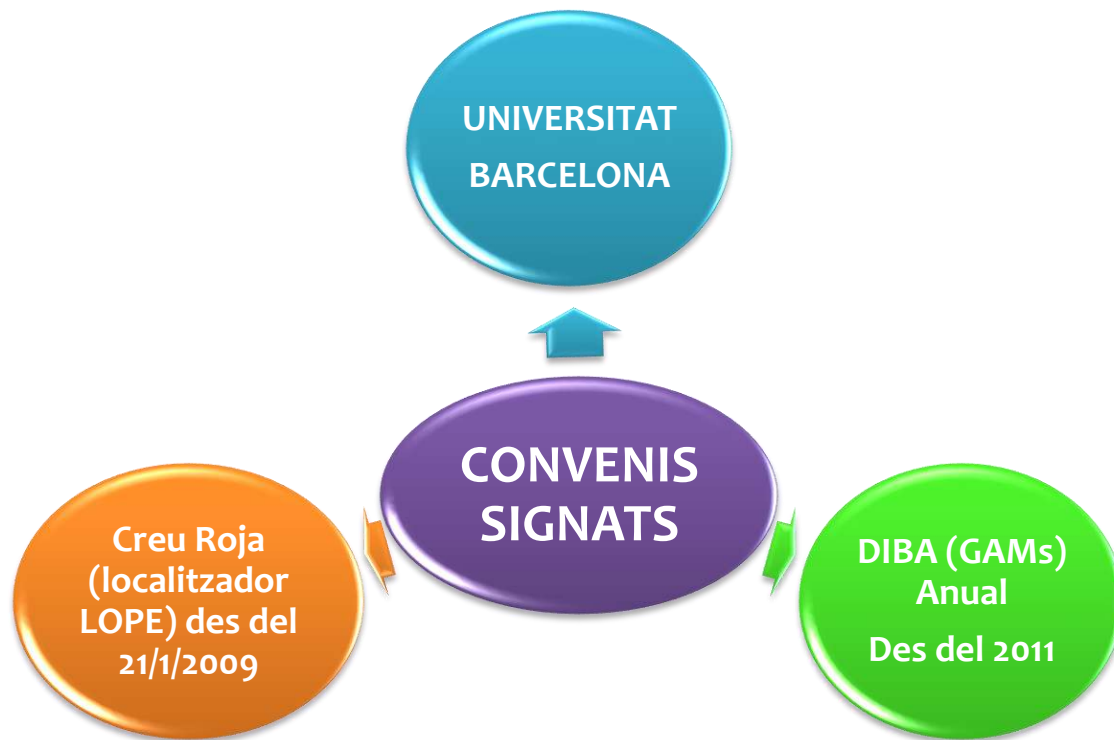 UNIVERSITAT
BARCELONA
CONVENIS
SIGNATS
Creu Roja
(localitzador
LOPE) des del
21/1/2009
DIBA (GAMs)
Anual
Des del 2011